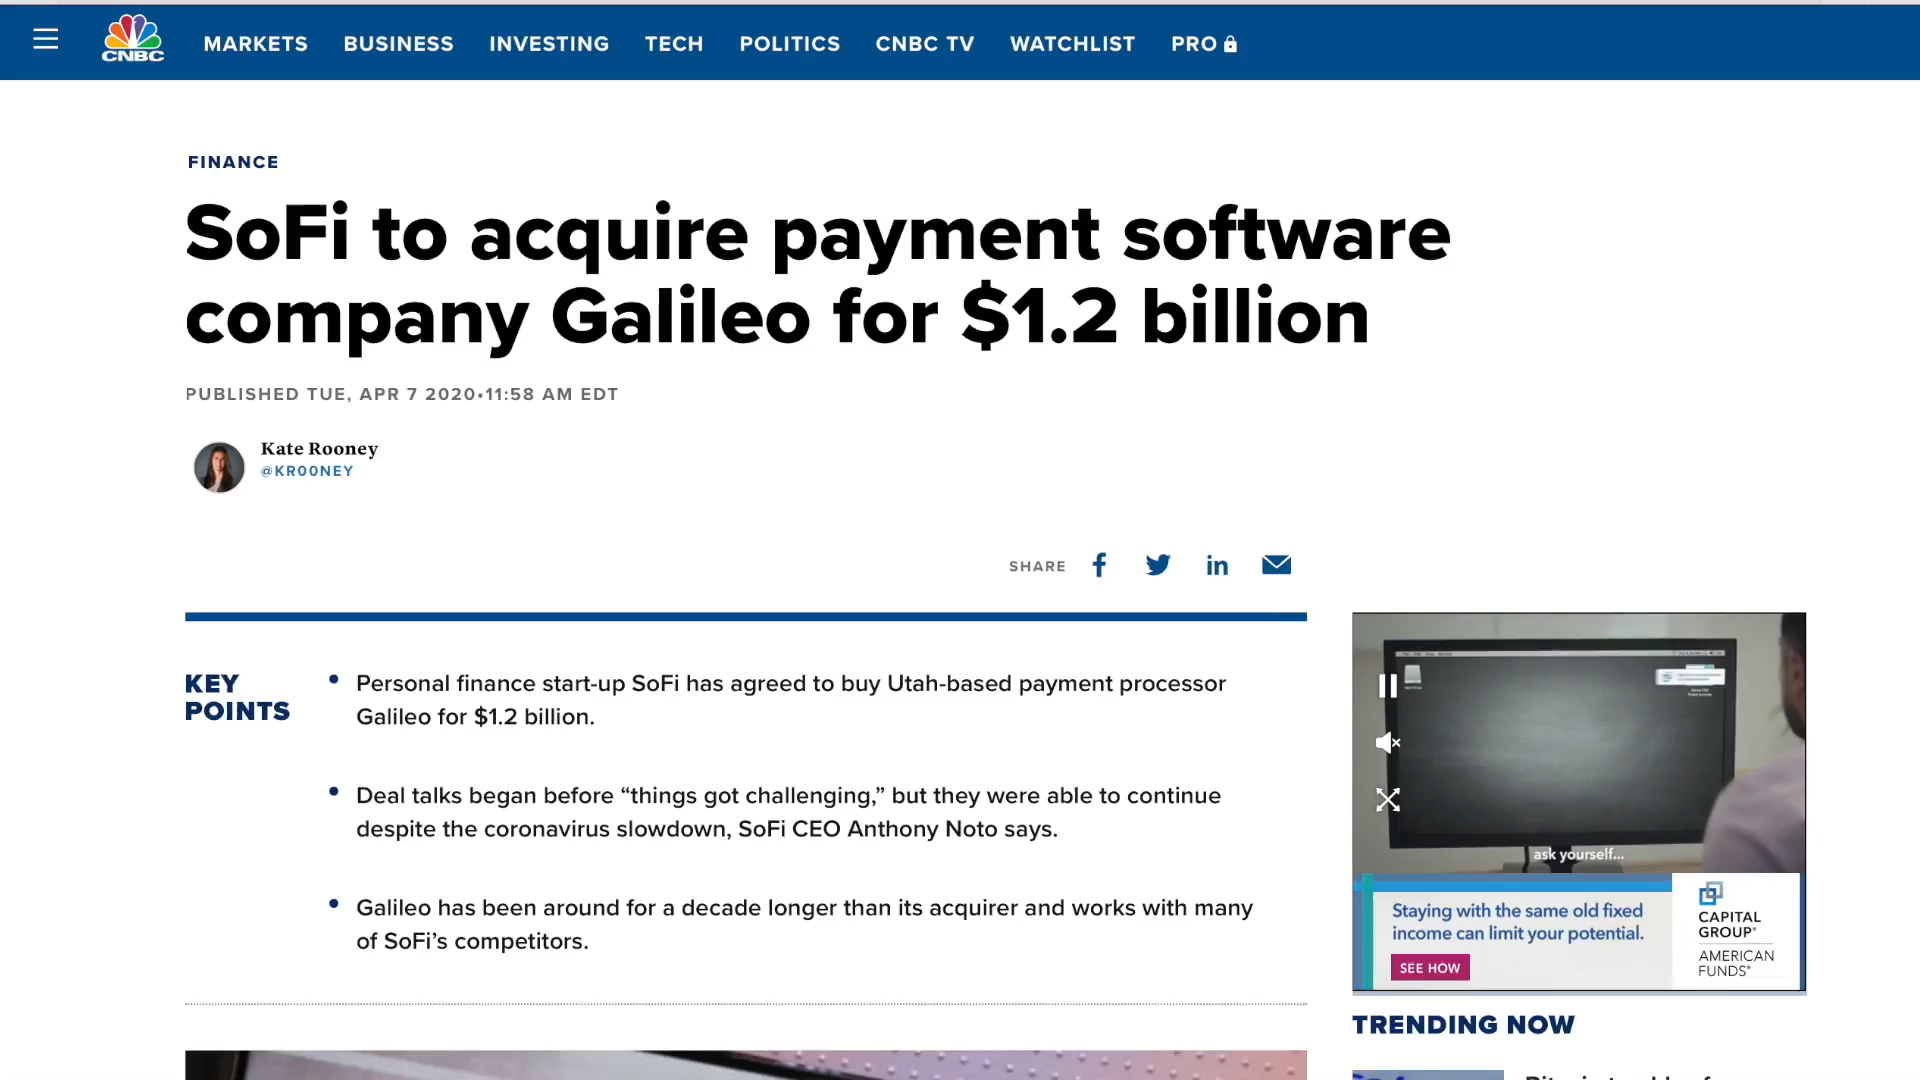 CNBC MARKETS BUSINESS INVESTING TECH POLITICS CNBC TV WATCHLIST PRO
FINANCE
SoFi to acquire payment software
company Galileo for $1.2 billion
PUBLISHED TUE, APR 7 2020•11:58 AM EDT
Kate Rooney
@KR00NEY
SHARE
KEY
POINTS
• Personal finance start-up SoFi has agreed to buy Utah-based payment processor
Galileo for $1.2 billion.
• Deal talks began before “things got challenging,” but they were able to continue
despite the coronavirus slowdown, SoFi CEO Anthony Noto says.
• Galileo has been around for a decade longer than its acquirer and works with many
of SoFi’s competitors.
ask yourself...
Staying with the same old fixed
income can limit your potential.
SEE HOW
CAPITAL
GROUP®
AMERICAN
FUNDS®
TRENDING NOW